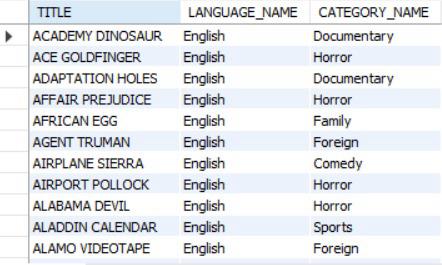 TITLE LANGUAGE_NAME CATEGORY_NAME
ACADEMY DINOSAUR English Documentary
ACE GOLDFINGER English Horror
ADAPTATION HOLES English Documentary
AFFAIR PREJUDICE English Horror
AFRICAN EGG English Family
AGENT TRUMAN English Foreign
AIRPLANE SIERRA English Comedy
AIRPORT POLLOCK English Horror
ALABAMA DEVIL English Horror
ALADDIN CALENDAR English Sports
ALAMO VIDEOTAPE English Foreign